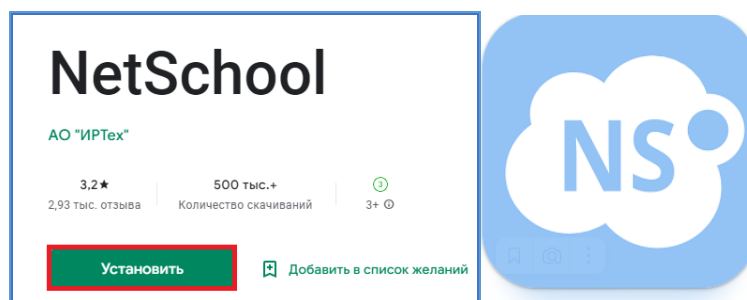 NetSchool
АО "ИРТех"
3,2★ 500 тыс.+ 3
2,93 тыс. отзыва Количество скачиваний 3+
Установить Добавить в список желаний
NS